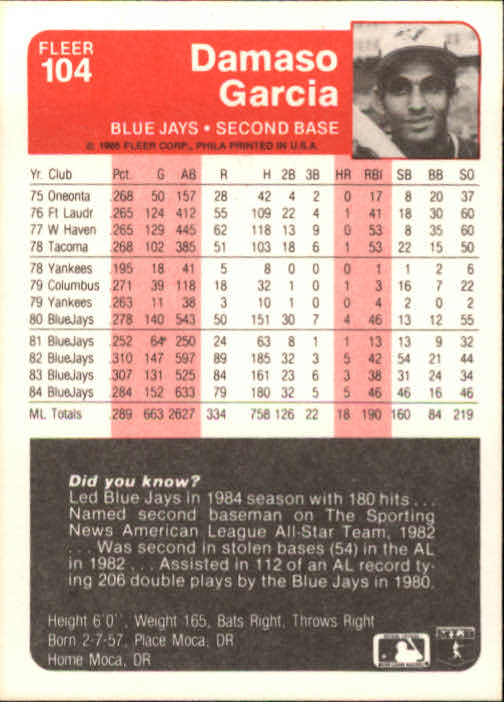 FLEER
104
Damaso
Garcia
BLUE JAYS • SECOND BASE
© 1985 FLEER CORP., PHILA PRINTED IN U.S.A.
Yr. Club Pct. G AB R H 2B 3B HR RBI SB BB SO
75 Oneonta .268 50 157 28 42 4 2 0 17 8 20 37
76 Ft Laudr .265 124 412 55 109 22 4 1 41 18 30 60
77 W Haven .265 129 445 62 118 13 9 0 53 8 35 60
78 Tacoma .268 102 385 51 103 18 6 1 53 22 15 50
78 Yankees .195 18 41 5 8 0 0 0 1 1 2 6
79 Columbus .271 39 118 18 32 1 0 1 3 16 7 22
79 Yankees .263 11 38 3 10 1 0 0 4 2 0 2
80 BlueJays .278 140 543 50 151 30 7 4 46 13 12 55
81 BlueJays .252 64* 250 24 63 8 1 1 13 13 9 32
82 BlueJays .310 147 597 89 185 32 3 5 42 54 21 44
83 BlueJays .307 131 525 84 161 23 6 3 38 31 24 34
84 BlueJays .284 152 633 79 180 32 5 5 46 46 16 46
ML Totals .289 663 2627 334 758 126 22 18 190 160 84 219
Did you know?
Led Blue Jays in 1984 season with 180 hits . . .
Named second baseman on The Sporting
News American League All-Star Team, 1982
. . . Was second in stolen bases (54) in the AL
in 1982 . . . Assisted in 112 of an AL record ty
ing 206 double plays by the Blue Jays in 1980.
Height 6'0'', Weight 165, Bats Right, Throws Right
Born 2-7-57, Place Moca, DR
Home Moca, DR